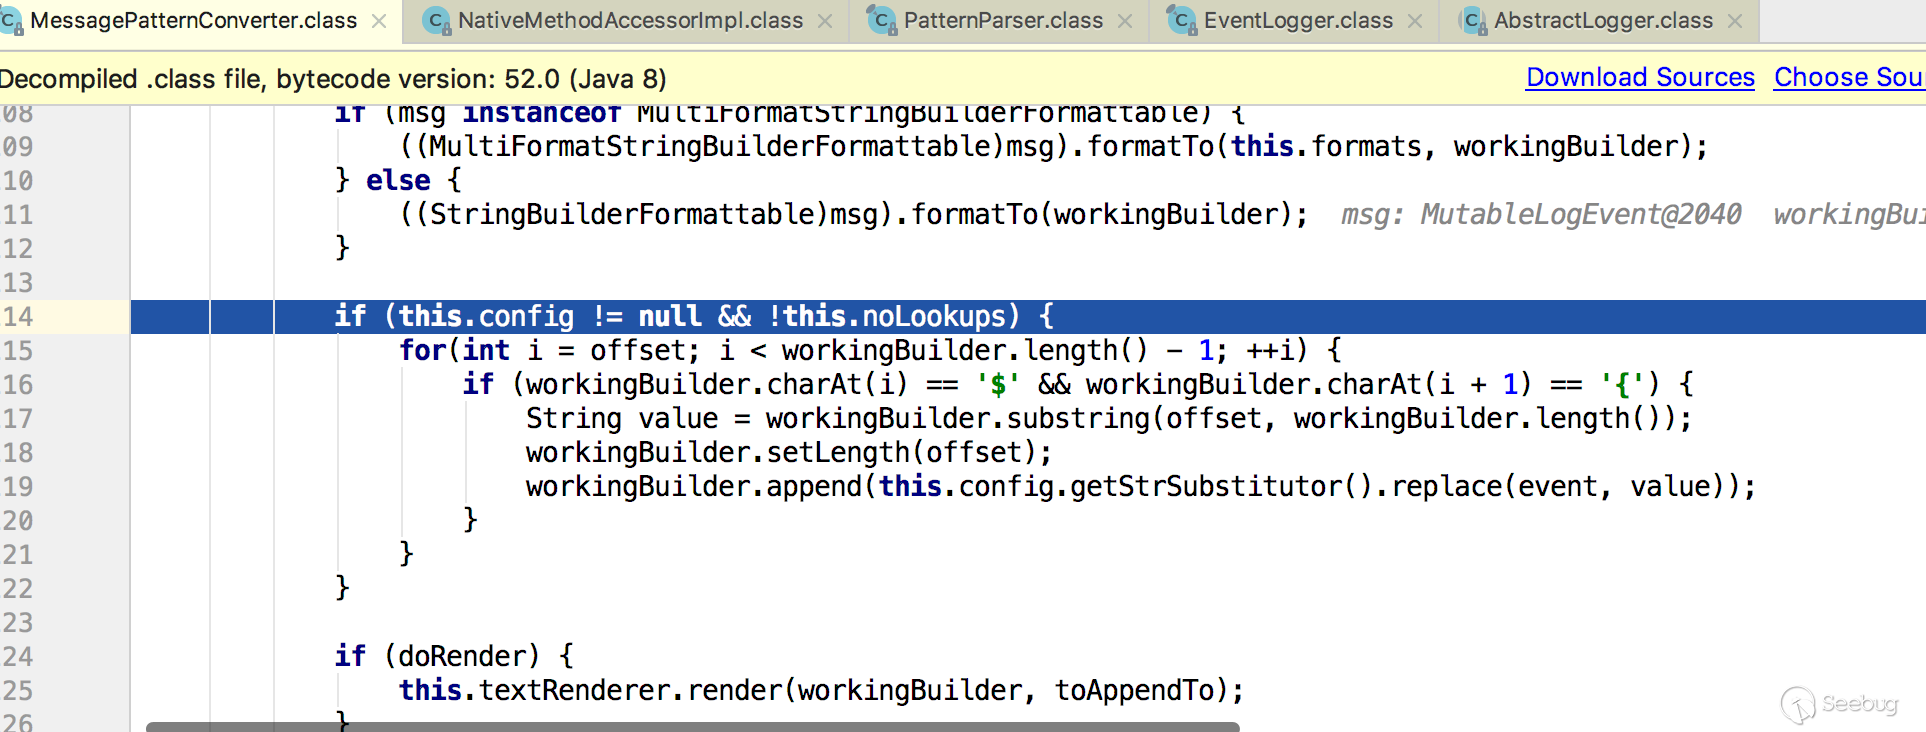 MessagePatternConverter.class × NativeMethodAccessorImpl.class × PatternParser.class × EventLogger.class × AbstractLogger.class ×
Decompiled .class file, bytecode version: 52.0 (Java 8) Download Sources Choose Sou
08 if (msg instanceof MultiFormatStringBuilderFormattable) {
09 ((MultiFormatStringBuilderFormattable)msg).formatTo(this.formats, workingBuilder);
10 } else {
11 ((StringBuilderFormattable)msg).formatTo(workingBuilder); msg: MutableLogEvent@2040 workingBui
12 }
13
14 if (this.config != null && !this.noLookups) {
15 for(int i = offset; i < workingBuilder.length() - 1; ++i) {
16 if (workingBuilder.charAt(i) == '$' && workingBuilder.charAt(i + 1) == '{') {
17 String value = workingBuilder.substring(offset, workingBuilder.length());
18 workingBuilder.setLength(offset);
19 workingBuilder.append(this.config.getStrSubstitutor().replace(event, value));
20 }
21 }
22 }
23
24 if (doRender) {
25 this.textRenderer.render(workingBuilder, toAppendTo);
26 }
Seebug